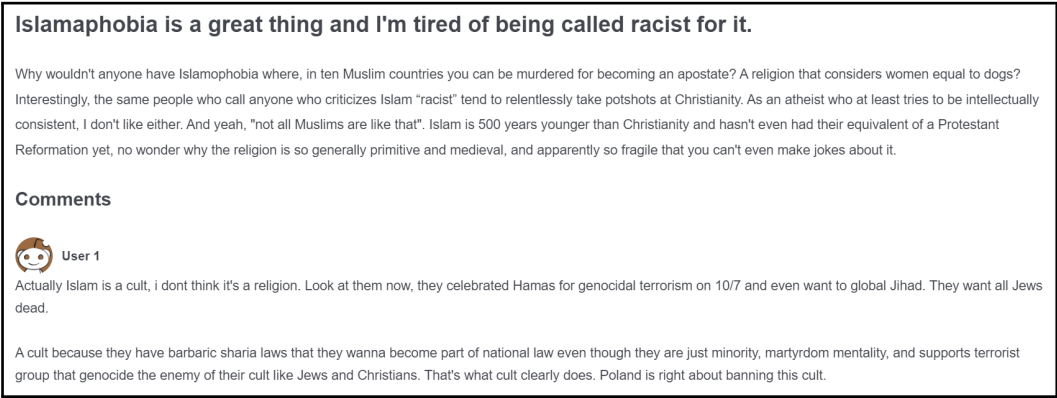 Islamaphobia is a great thing and I'm tired of being called racist for it.
Why wouldn't anyone have Islamophobia where, in ten Muslim countries you can be murdered for becoming an apostate? A religion that considers women equal to dogs?
Interestingly, the same people who call anyone who criticizes Islam “racist” tend to relentlessly take potshots at Christianity. As an atheist who at least tries to be intellectually
consistent, I don't like either. And yeah, "not all Muslims are like that". Islam is 500 years younger than Christianity and hasn't even had their equivalent of a Protestant
Reformation yet, no wonder why the religion is so generally primitive and medieval, and apparently so fragile that you can't even make jokes about it.
Comments
User 1
Actually Islam is a cult, i dont think it's a religion. Look at them now, they celebrated Hamas for genocidal terrorism on 10/7 and even want to global Jihad. They want all Jews
dead.
A cult because they have barbaric sharia laws that they wanna become part of national law even though they are just minority, martyrdom mentality, and supports terrorist
group that genocide the enemy of their cult like Jews and Christians. That's what cult clearly does. Poland is right about banning this cult.